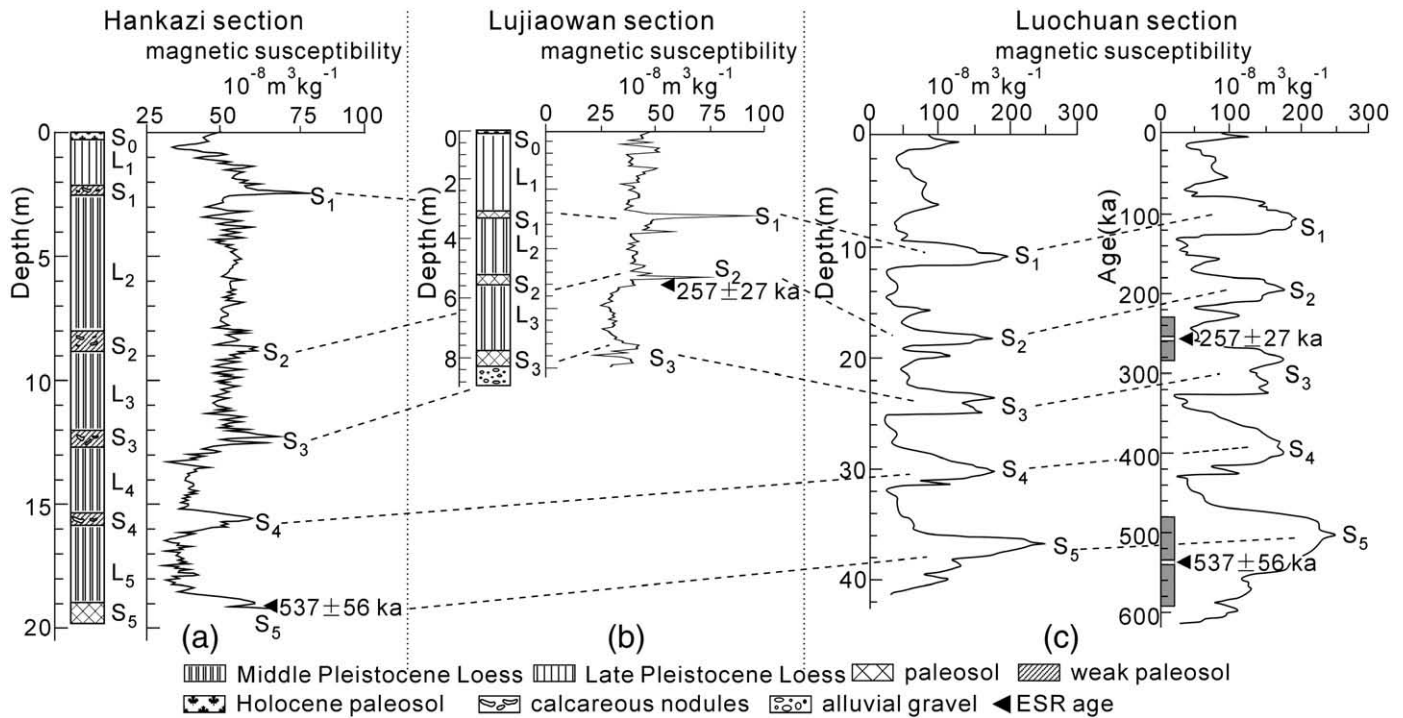 Hankazi section
magnetic susceptibility
10⁻⁸m³kg⁻¹
25 50 75 100
Depth(m)
0
5
10
15
20
S₀
L₁
S₁
L₂
S₂
L₃
S₃
L₄
S₄
L₅
S₅
S₁
S₂
S₃
S₄
537±56 ka
S₅
(a)
Lujiaowan section
magnetic susceptibility
10⁻⁸m³kg⁻¹
0 25 50 75 100
Depth(m)
0
2
4
6
8
S₀
L₁
S₁
L₂
S₂
L₃
S₃
S₁
S₂
257±27 ka
S₃
(b)
Luochuan section
magnetic susceptibility
10⁻⁸m³kg⁻¹
0 100 200 300
Depth(m)
0
10
20
30
40
S₁
S₂
S₃
S₄
S₅
(c)
10⁻⁸m³kg⁻¹
0 100 200 300
Age(ka)
0
100
200
300
400
500
600
S₁
S₂
257±27 ka
S₃
S₄
S₅
537±56 ka
Middle Pleistocene Loess Late Pleistocene Loess paleosol weak paleosol
Holocene paleosol calcareous nodules alluvial gravel ESR age